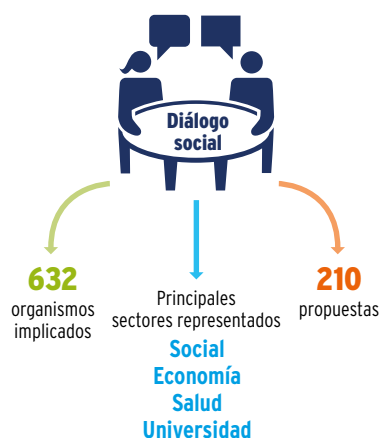 Diálogo
social
632
organismos
implicados
Principales
sectores representados
Social
Economía
Salud
Universidad
210
propuestas